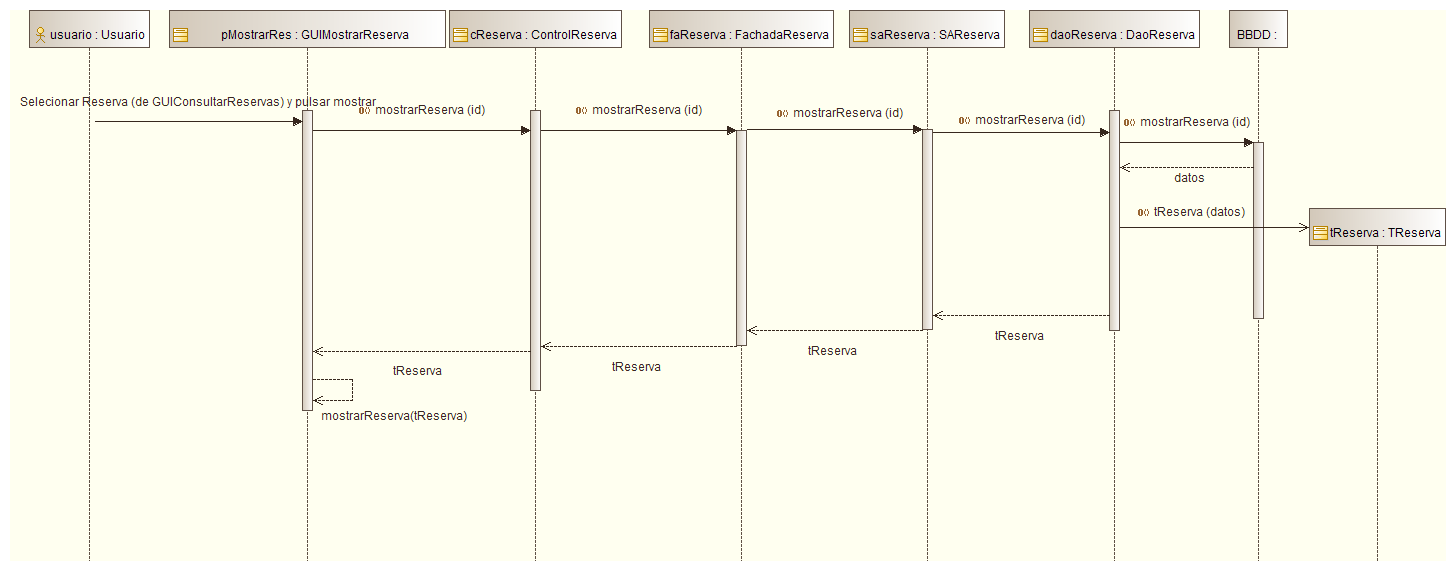 usuario : Usuario
pMostrarRes : GUIMostrarReserva
cReserva : ControlReserva
faReserva : FachadaReserva
saReserva : SAReserva
daoReserva : DaoReserva
BBDD :
Selecionar Reserva (de GUIConsultarReservas) y pulsar mostrar
mostrarReserva (id)
mostrarReserva (id)
mostrarReserva (id)
mostrarReserva (id)
mostrarReserva (id)
datos
tReserva (datos)
tReserva : TReserva
tReserva
tReserva
tReserva
tReserva
mostrarReserva(tReserva)